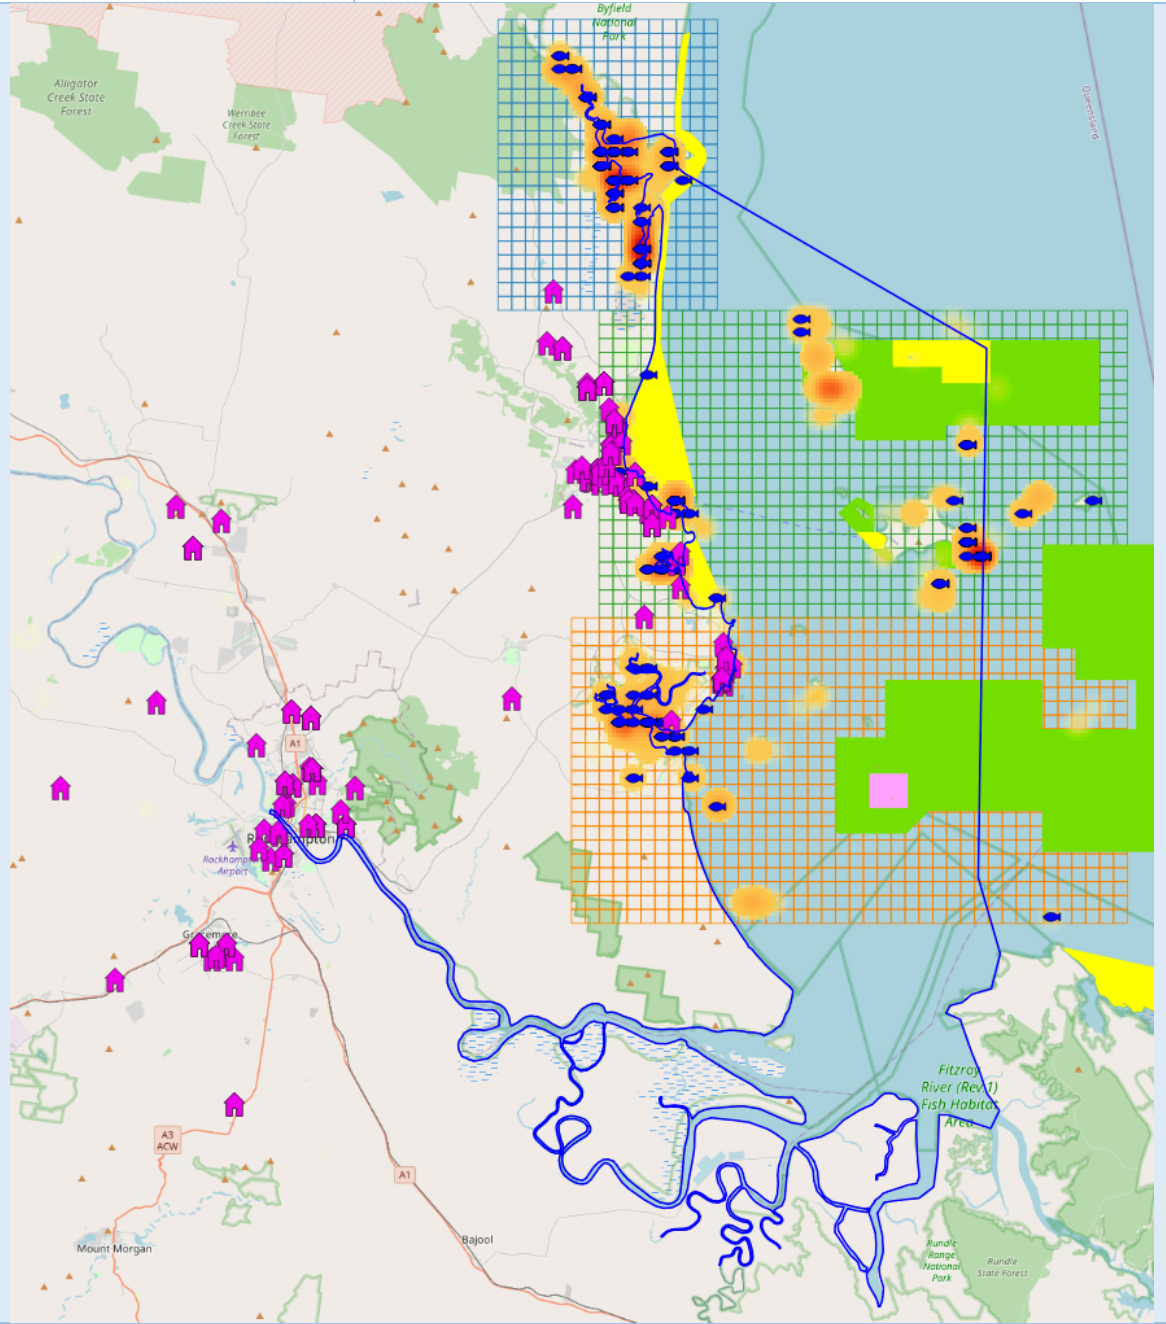 Byfield
National
Park
Alligator
Creek State
Forest
Werribee
Creek State
Forest
Queensland
A1
Rockhampton
Airport
Gracemere
Fitzroy
River (Rev 1)
Fish Habitat
Area
A3
ACW
A1
Mount Morgan
Bajool
Rundle
Range
National
Park
Rundle
State Forest